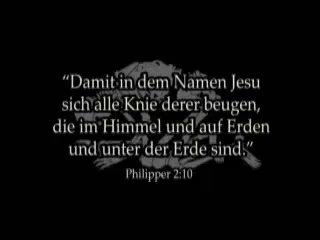 “Damit in dem Namen Jesu
sich alle Knie derer beugen,
die im Himmel und auf Erden
und unter der Erde sind.”
Philipper 2:10